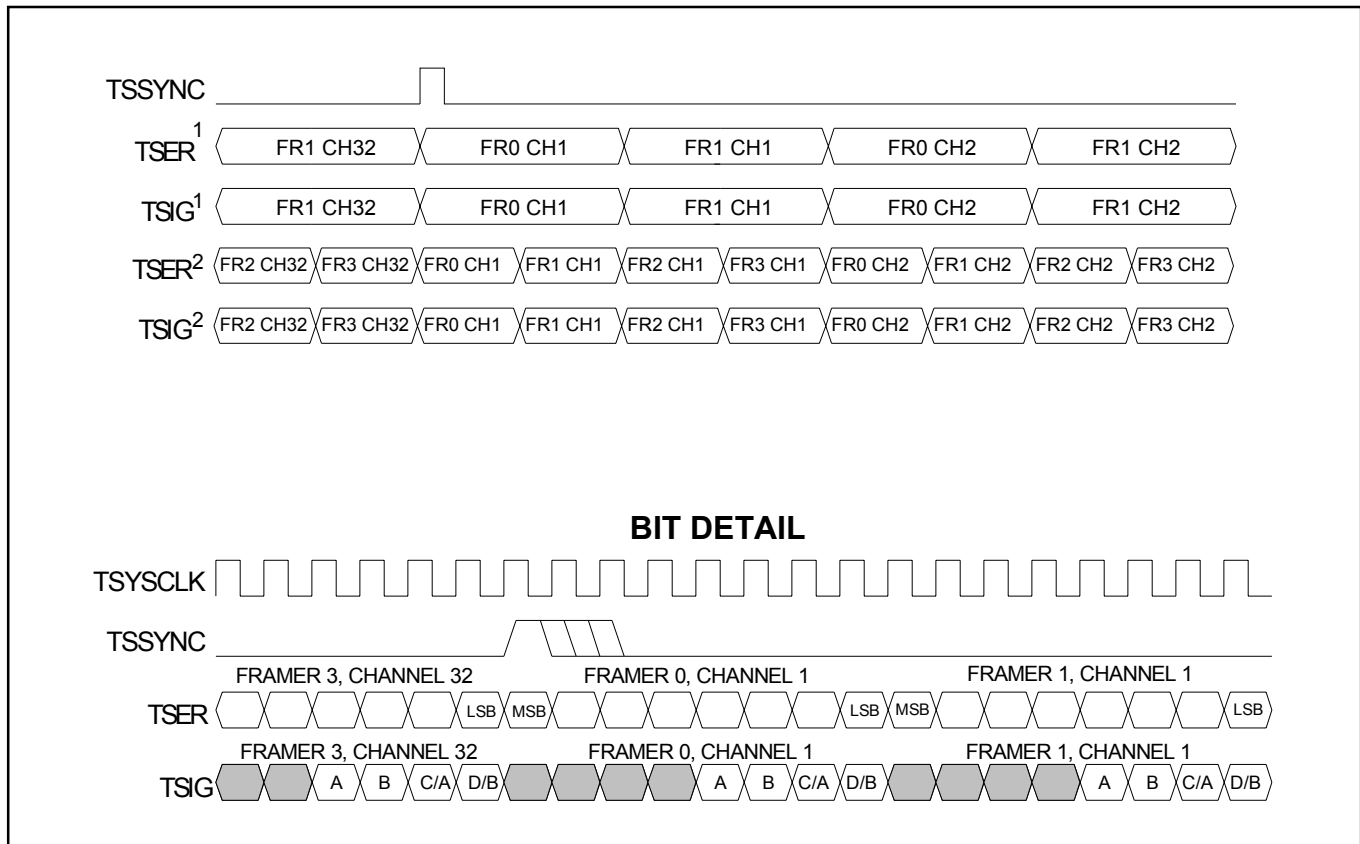 TSSYNC
TSER¹ FR1 CH32 FR0 CH1 FR1 CH1 FR0 CH2 FR1 CH2
TSIG¹ FR1 CH32 FR0 CH1 FR1 CH1 FR0 CH2 FR1 CH2
TSER² FR2 CH32 FR3 CH32 FR0 CH1 FR1 CH1 FR2 CH1 FR3 CH1 FR0 CH2 FR1 CH2 FR2 CH2 FR3 CH2
TSIG² FR2 CH32 FR3 CH32 FR0 CH1 FR1 CH1 FR2 CH1 FR3 CH1 FR0 CH2 FR1 CH2 FR2 CH2 FR3 CH2
BIT DETAIL
TSYSCLK
TSSYNC
FRAMER 3, CHANNEL 32 FRAMER 0, CHANNEL 1 FRAMER 1, CHANNEL 1
TSER LSB MSB LSB MSB LSB
FRAMER 3, CHANNEL 32 FRAMER 0, CHANNEL 1 FRAMER 1, CHANNEL 1
TSIG A B C/A D/B A B C/A D/B A B C/A D/B